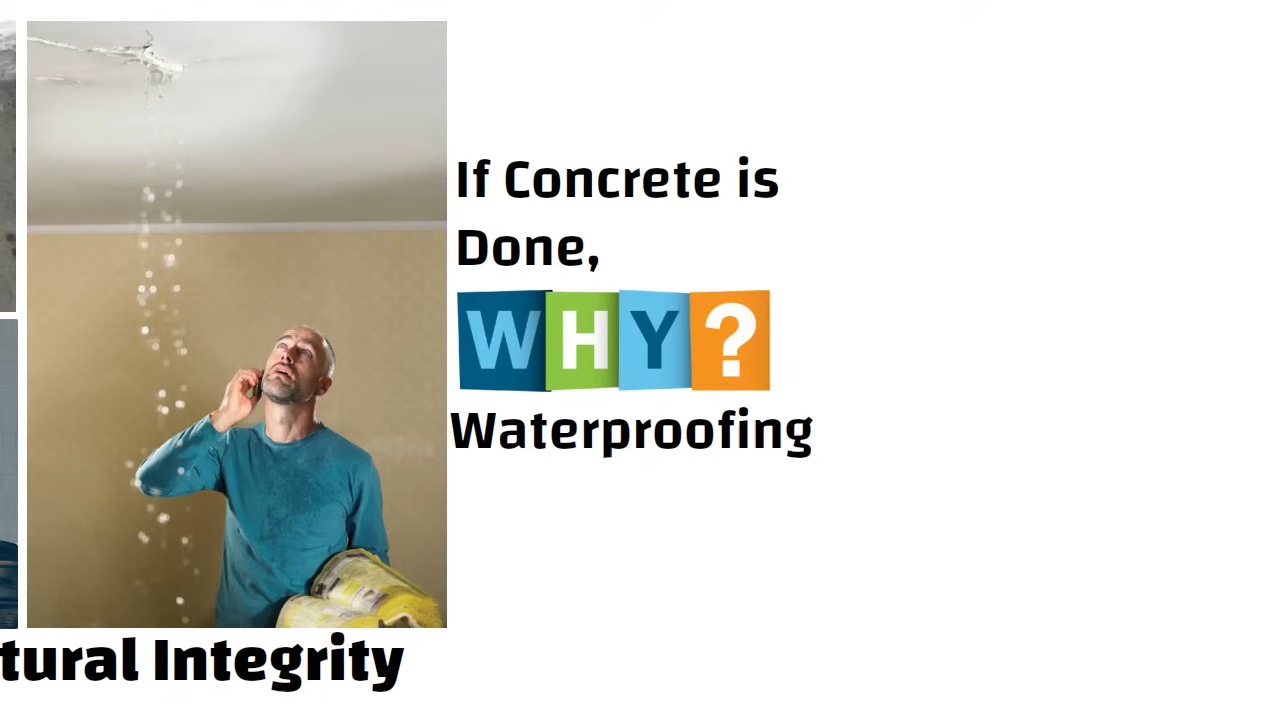 If Concrete is
Done,
WHY?
Waterproofing
tural Integrity